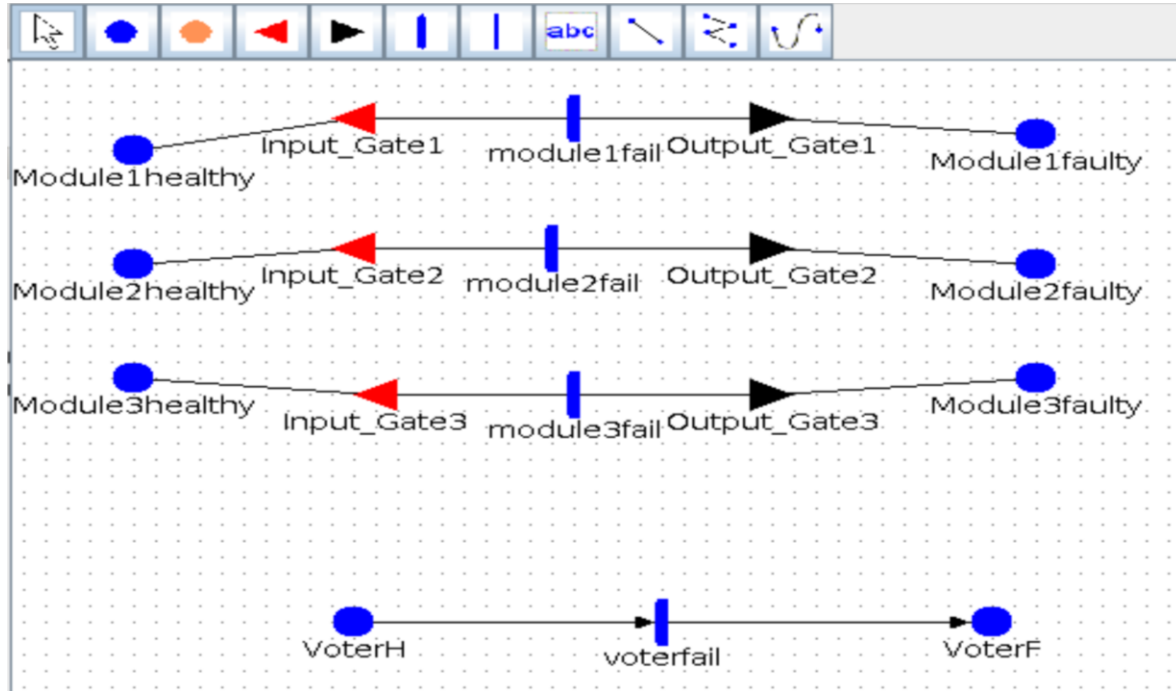 abc
Input_Gate1
module1fail
Output_Gate1
Module1healthy
Module1faulty
Input_Gate2
module2fail
Output_Gate2
Module2healthy
Module2faulty
Module3healthy
Module3faulty
Input_Gate3
module3fail
Output_Gate3
VoterH
voterfail
VoterF